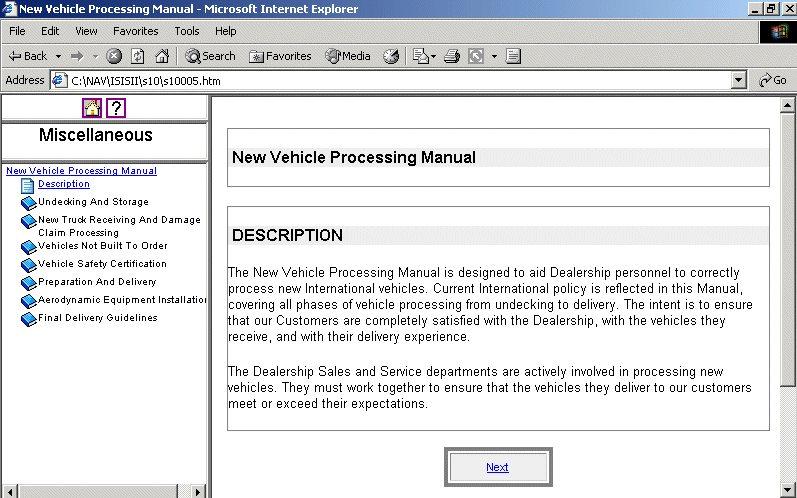 New Vehicle Processing Manual - Microsoft Internet Explorer
File Edit View Favorites Tools Help
Back Search Favorites Media
Address C:\NAV\ISISII\s10\s10005.htm Go
?
Miscellaneous
New Vehicle Processing Manual
Description
Undecking And Storage
New Truck Receiving And Damage
Claim Processing
Vehicles Not Built To Order
Vehicle Safety Certification
Preparation And Delivery
Aerodynamic Equipment Installatio
Final Delivery Guidelines
New Vehicle Processing Manual
DESCRIPTION
The New Vehicle Processing Manual is designed to aid Dealership personnel to correctly
process new International vehicles. Current International policy is reflected in this Manual,
covering all phases of vehicle processing from undecking to delivery. The intent is to ensure
that our Customers are completely satisfied with the Dealership, with the vehicles they
receive, and with their delivery experience.
The Dealership Sales and Service departments are actively involved in processing new
vehicles. They must work together to ensure that the vehicles they deliver to our customers
meet or exceed their expectations.
Next